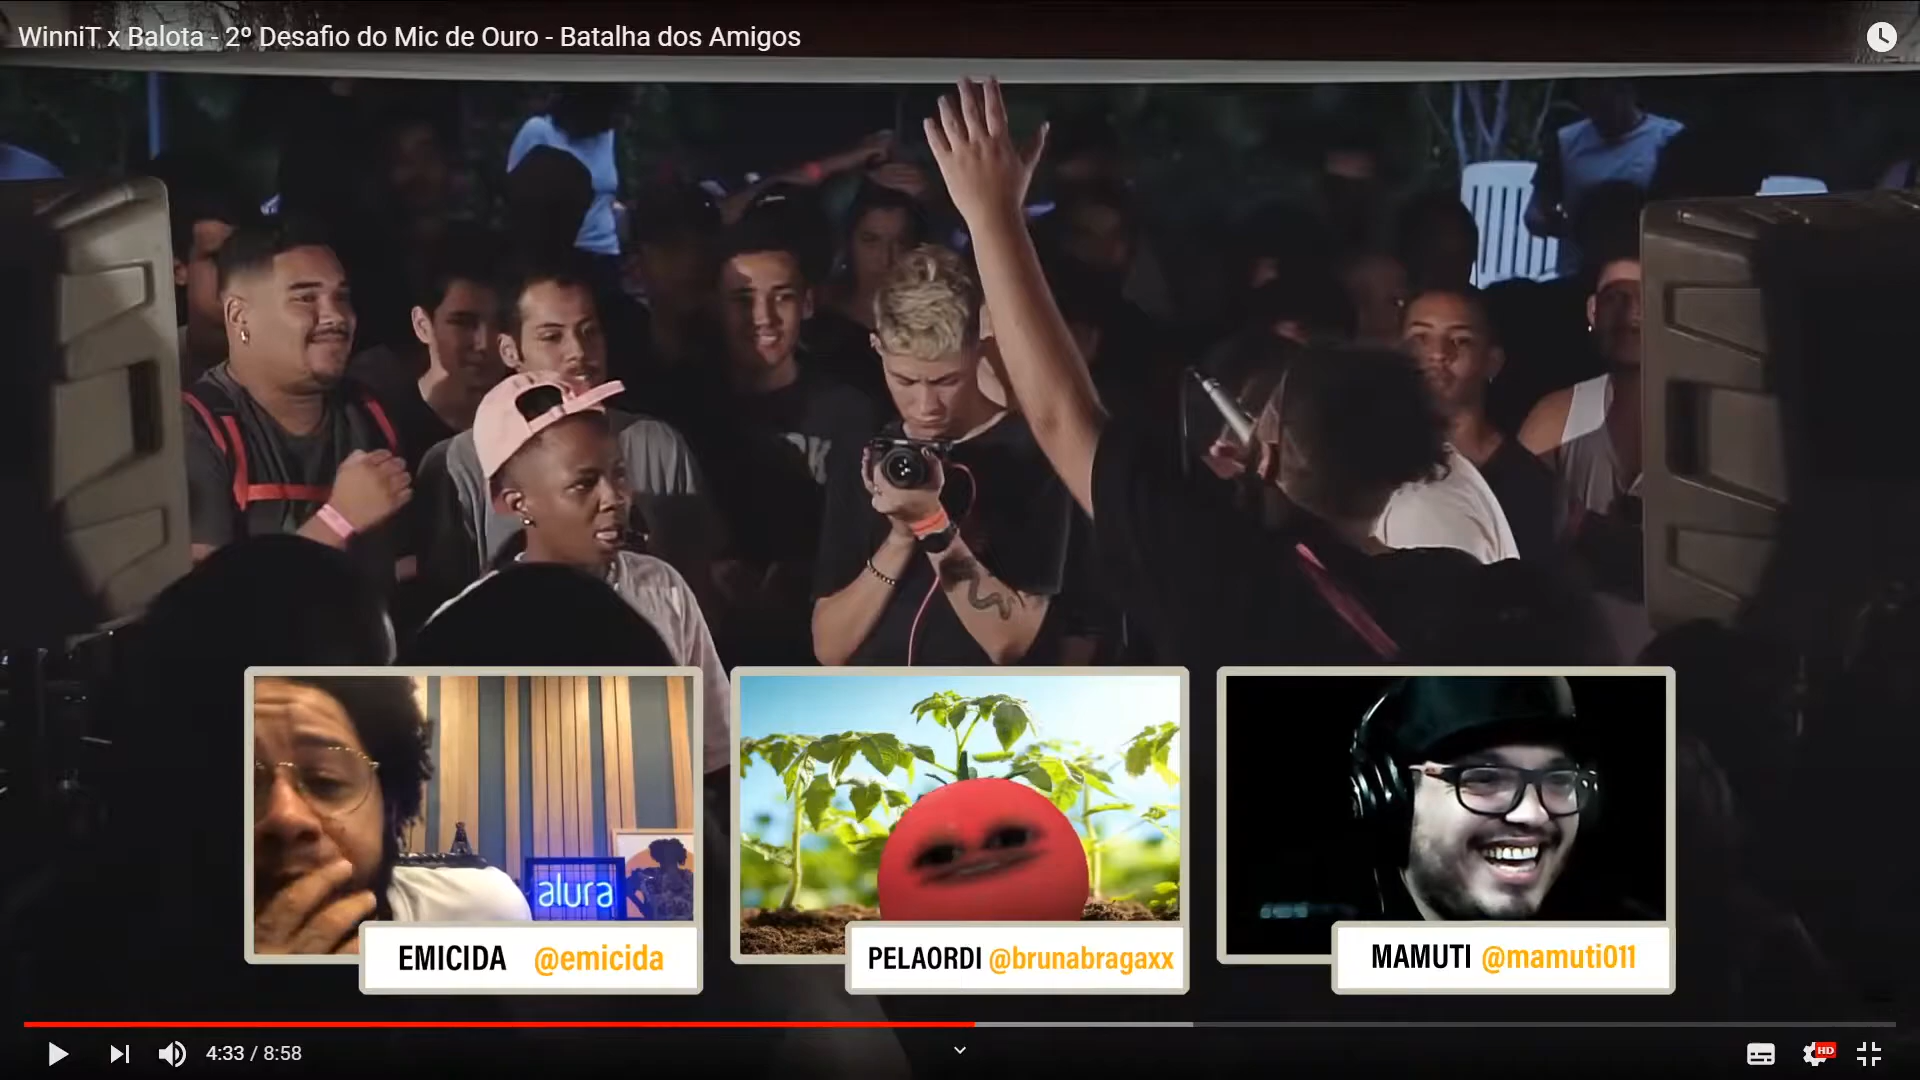 WinniT x Balota - 2º Desafio do Mic de Ouro - Batalha dos Amigos
alura
EMICIDA @emicida
PELAORDI @brunabragaxx
MAMUTI @mamuti011
4:33 / 8:58
HD